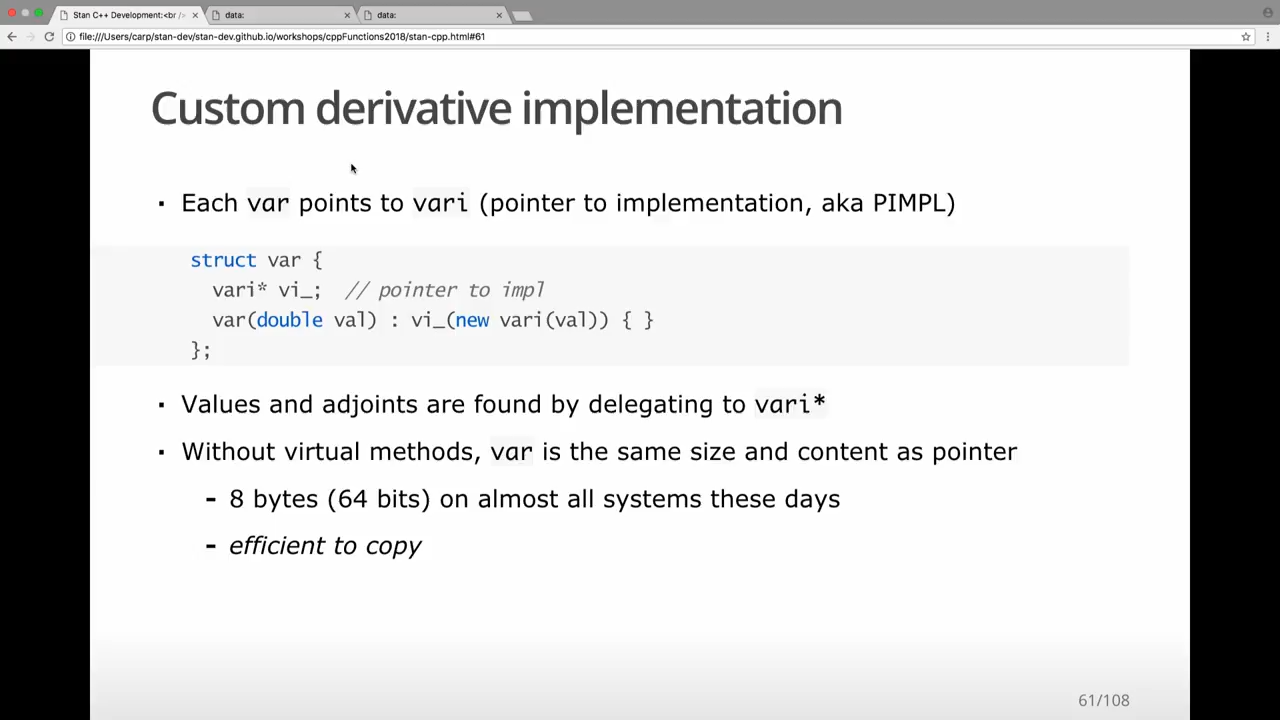 Stan C++ Development:<br />
data:
data:
file:///Users/carp/stan-dev/stan-dev.github.io/workshops/cppFunctions2018/stan-cpp.html#61
Custom derivative implementation
▪ Each var points to vari (pointer to implementation, aka PIMPL)
struct var {
vari* vi_;  // pointer to impl
var(double val) : vi_(new vari(val)) { }
};
▪ Values and adjoints are found by delegating to vari*
▪ Without virtual methods, var is the same size and content as pointer
- 8 bytes (64 bits) on almost all systems these days
- efficient to copy
61/108